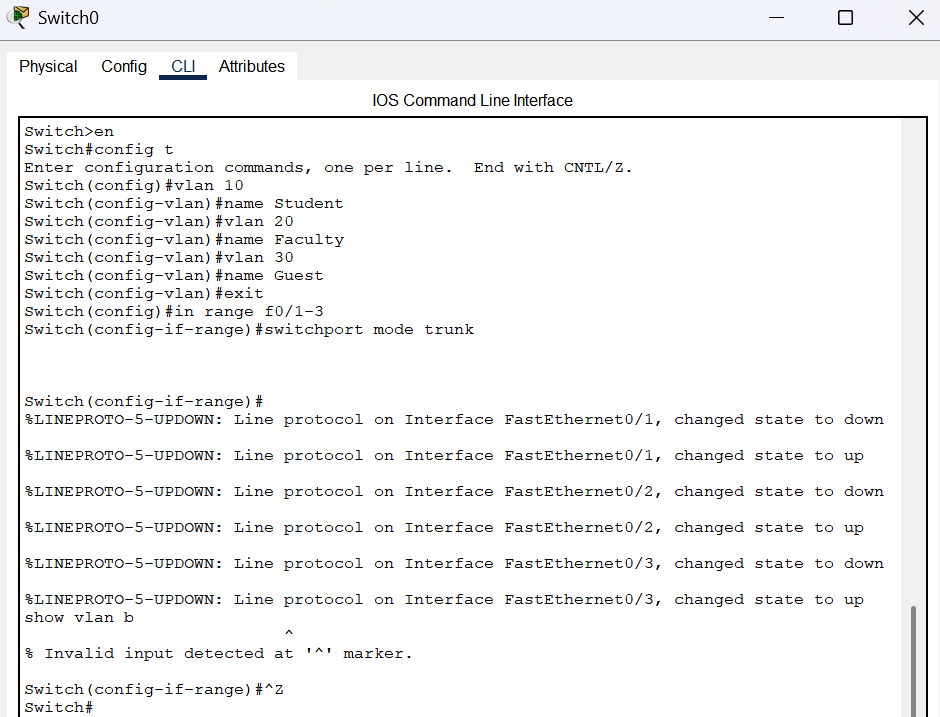 Switch0
Physical Config CLI Attributes
IOS Command Line Interface
Switch>en
Switch#config t
Enter configuration commands, one per line.  End with CNTL/Z.
Switch(config)#vlan 10
Switch(config-vlan)#name Student
Switch(config-vlan)#vlan 20
Switch(config-vlan)#name Faculty
Switch(config-vlan)#vlan 30
Switch(config-vlan)#name Guest
Switch(config-vlan)#exit
Switch(config)#in range f0/1-3
Switch(config-if-range)#switchport mode trunk
Switch(config-if-range)#
%LINEPROTO-5-UPDOWN: Line protocol on Interface FastEthernet0/1, changed state to down
%LINEPROTO-5-UPDOWN: Line protocol on Interface FastEthernet0/1, changed state to up
%LINEPROTO-5-UPDOWN: Line protocol on Interface FastEthernet0/2, changed state to down
%LINEPROTO-5-UPDOWN: Line protocol on Interface FastEthernet0/2, changed state to up
%LINEPROTO-5-UPDOWN: Line protocol on Interface FastEthernet0/3, changed state to down
%LINEPROTO-5-UPDOWN: Line protocol on Interface FastEthernet0/3, changed state to up
show vlan b
^
% Invalid input detected at '^' marker.
Switch(config-if-range)#^Z
Switch#